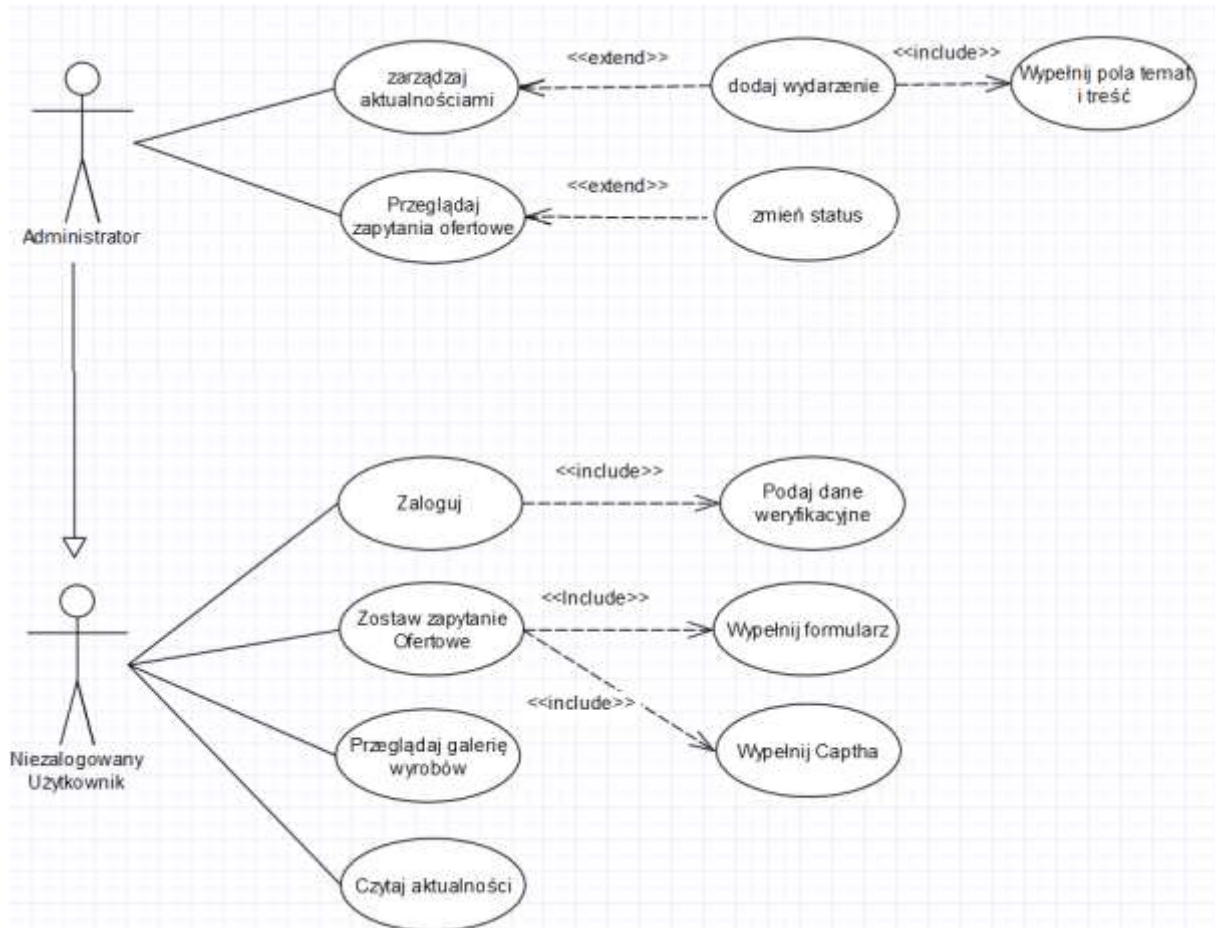 <<extend>>
<<include>>
zarządzaj
aktualnościami
dodaj wydarzenie
Wypełnij pola temat
i treść
<<extend>>
Przeglądaj
zapytania ofertowe
zmień status
Administrator
<<include>>
Zaloguj
Podaj dane
weryfikacyjne
<<Include>>
Zostaw zapytanie
Ofertowe
Wypełnij formularz
<<include>>
Przeglądaj galerię
wyrobów
Wypełnij Captha
Niezalogowany
Użytkownik
Czytaj aktualności